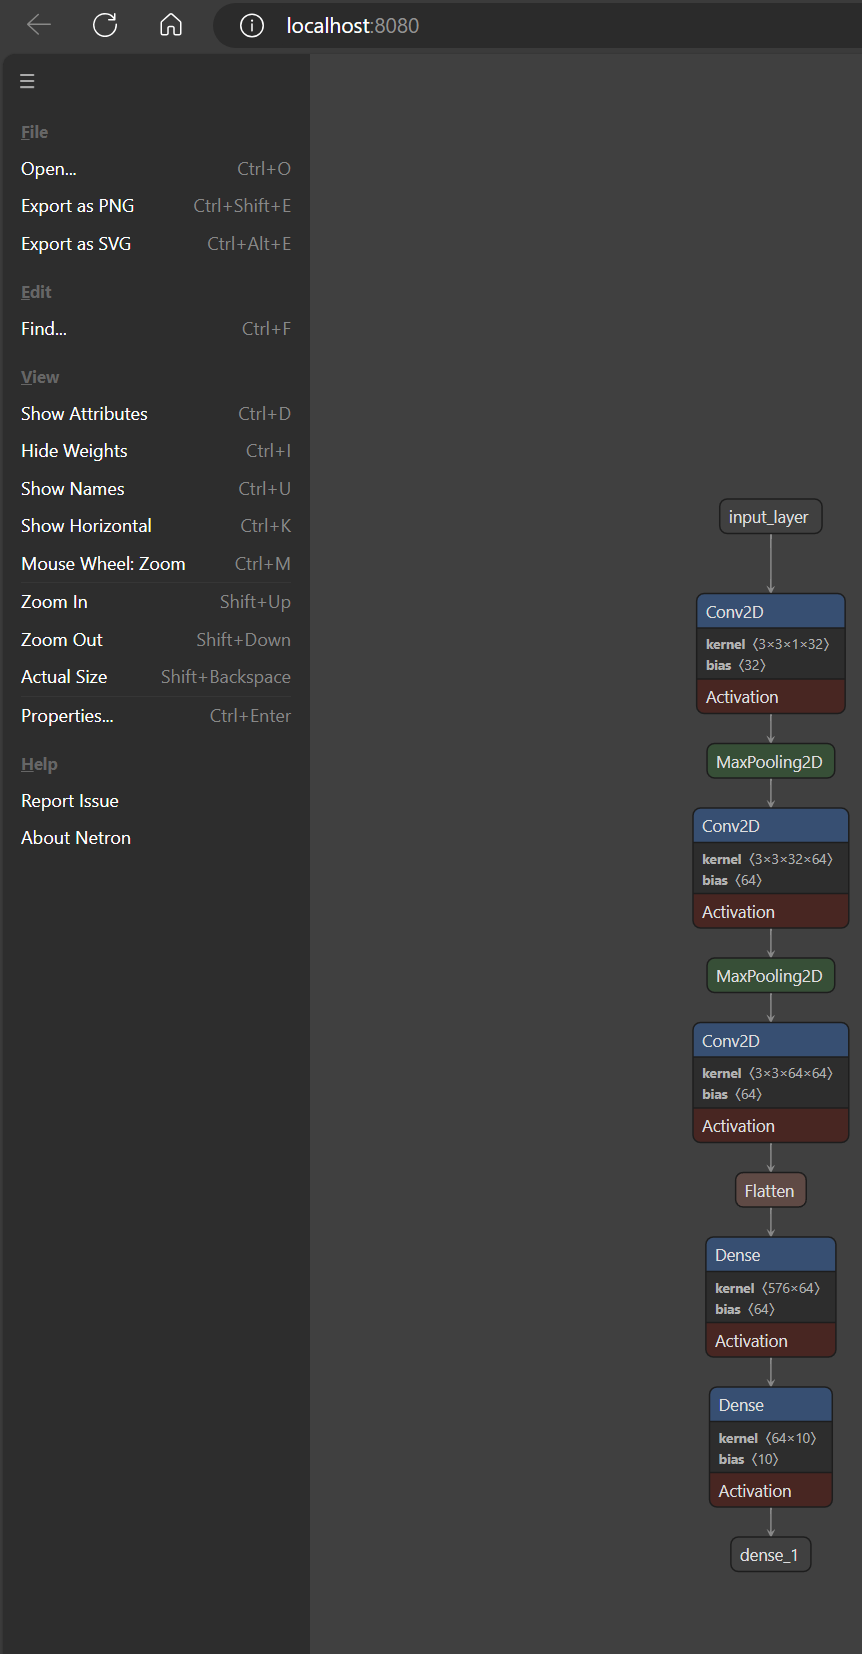 localhost:8080
☰
File
Open... Ctrl+O
Export as PNG Ctrl+Shift+E
Export as SVG Ctrl+Alt+E
Edit
Find... Ctrl+F
View
Show Attributes Ctrl+D
Hide Weights Ctrl+I
Show Names Ctrl+U
Show Horizontal Ctrl+K
Mouse Wheel: Zoom Ctrl+M
Zoom In Shift+Up
Zoom Out Shift+Down
Actual Size Shift+Backspace
Properties... Ctrl+Enter
Help
Report Issue
About Netron
input_layer
Conv2D
kernel 〈3×3×1×32〉
bias 〈32〉
Activation
MaxPooling2D
Conv2D
kernel 〈3×3×32×64〉
bias 〈64〉
Activation
MaxPooling2D
Conv2D
kernel 〈3×3×64×64〉
bias 〈64〉
Activation
Flatten
Dense
kernel 〈576×64〉
bias 〈64〉
Activation
Dense
kernel 〈64×10〉
bias 〈10〉
Activation
dense_1